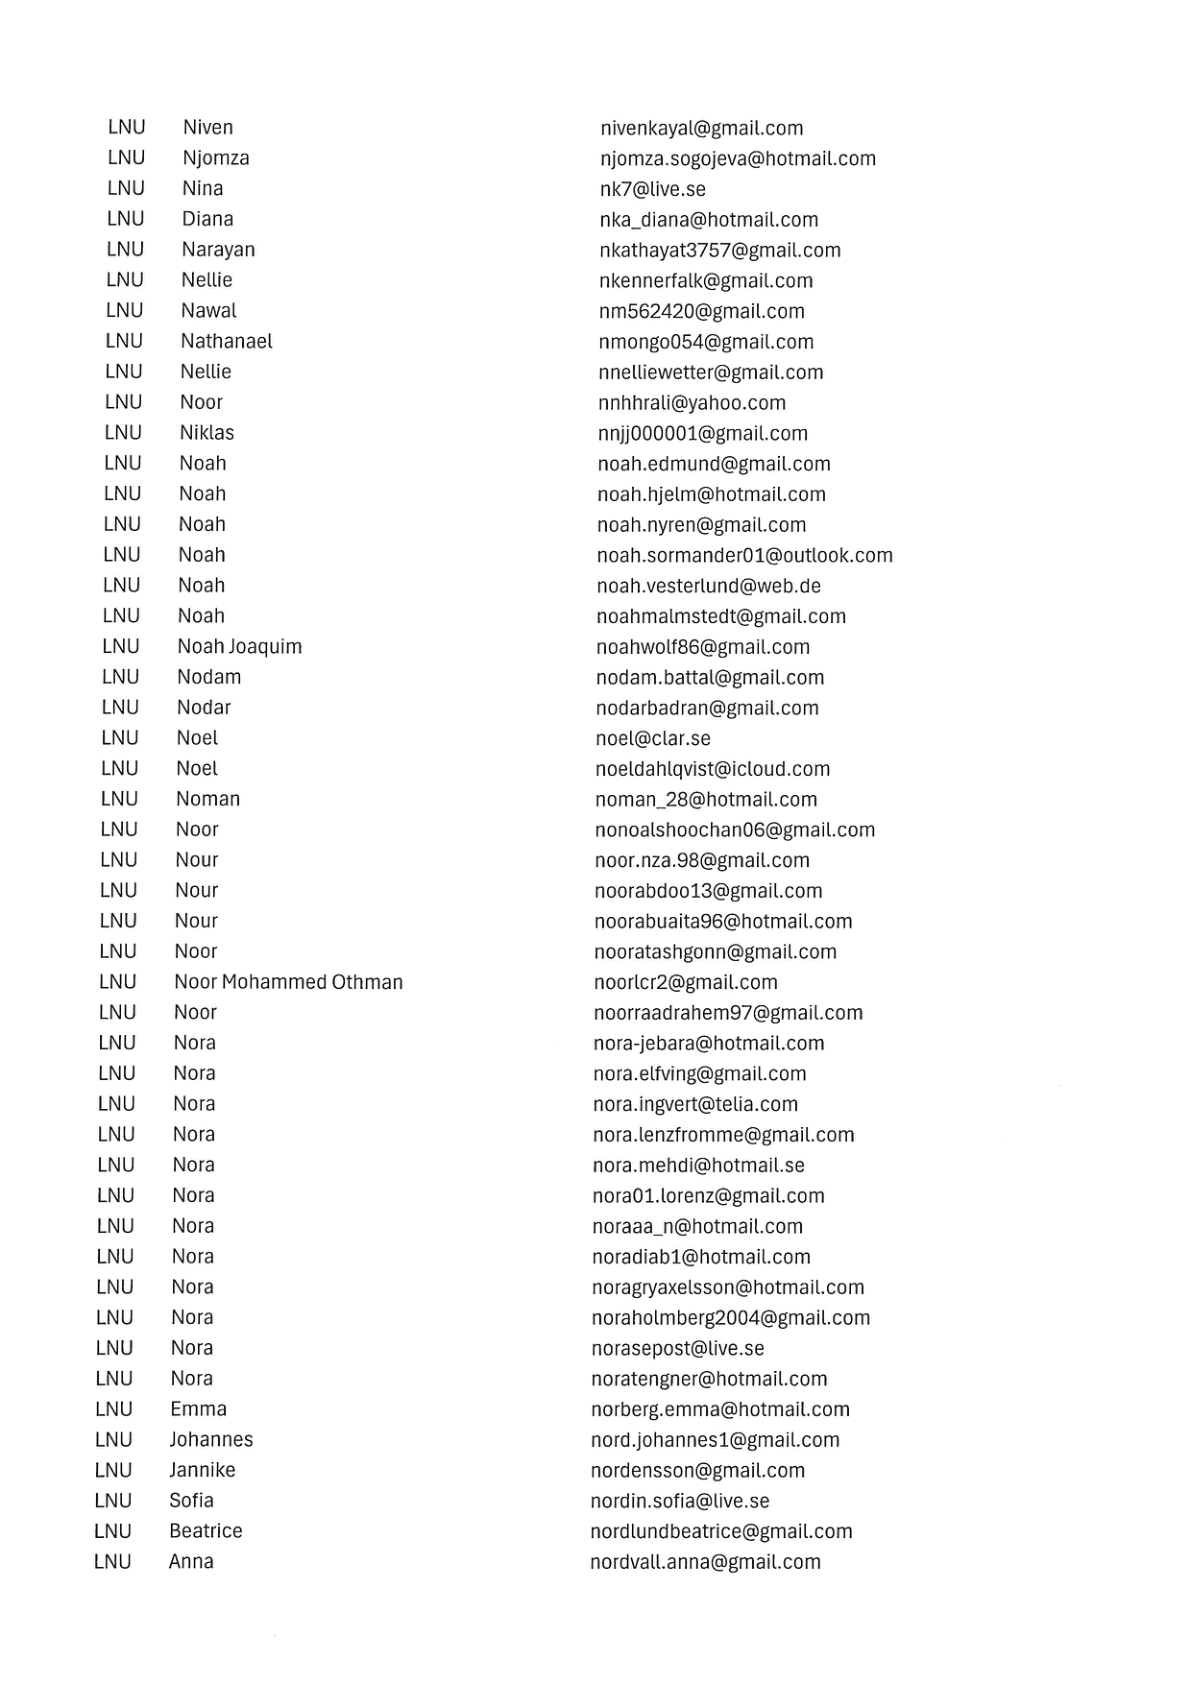 LNU Niven nivenkayal@gmail.com
LNU Njomza njomza.sogojeva@hotmail.com
LNU Nina nk7@live.se
LNU Diana nka_diana@hotmail.com
LNU Narayan nkathayat3757@gmail.com
LNU Nellie nkennerfalk@gmail.com
LNU Nawal nm562420@gmail.com
LNU Nathanael nmongo054@gmail.com
LNU Nellie nnelliewetter@gmail.com
LNU Noor nnhhrali@yahoo.com
LNU Niklas nnjj000001@gmail.com
LNU Noah noah.edmund@gmail.com
LNU Noah noah.hjelm@hotmail.com
LNU Noah noah.nyren@gmail.com
LNU Noah noah.sormander01@outlook.com
LNU Noah noah.vesterlund@web.de
LNU Noah noahmalmstedt@gmail.com
LNU Noah Joaquim noahwolf86@gmail.com
LNU Nodam nodam.battal@gmail.com
LNU Nodar nodarbadran@gmail.com
LNU Noel noel@clar.se
LNU Noel noeldahlqvist@icloud.com
LNU Noman noman_28@hotmail.com
LNU Noor nonoalshoochan06@gmail.com
LNU Nour noor.nza.98@gmail.com
LNU Nour noorabdoo13@gmail.com
LNU Nour noorabuaita96@hotmail.com
LNU Noor nooratashgonn@gmail.com
LNU Noor Mohammed Othman noorlcr2@gmail.com
LNU Noor noorraadrahem97@gmail.com
LNU Nora nora-jebara@hotmail.com
LNU Nora nora.elfving@gmail.com
LNU Nora nora.ingvert@telia.com
LNU Nora nora.lenzfromme@gmail.com
LNU Nora nora.mehdi@hotmail.se
LNU Nora nora01.lorenz@gmail.com
LNU Nora noraaa_n@hotmail.com
LNU Nora noradiab1@hotmail.com
LNU Nora noragryaxelsson@hotmail.com
LNU Nora noraholmberg2004@gmail.com
LNU Nora norasepost@live.se
LNU Nora noratengner@hotmail.com
LNU Emma norberg.emma@hotmail.com
LNU Johannes nord.johannes1@gmail.com
LNU Jannike nordensson@gmail.com
LNU Sofia nordin.sofia@live.se
LNU Beatrice nordlundbeatrice@gmail.com
LNU Anna nordvall.anna@gmail.com